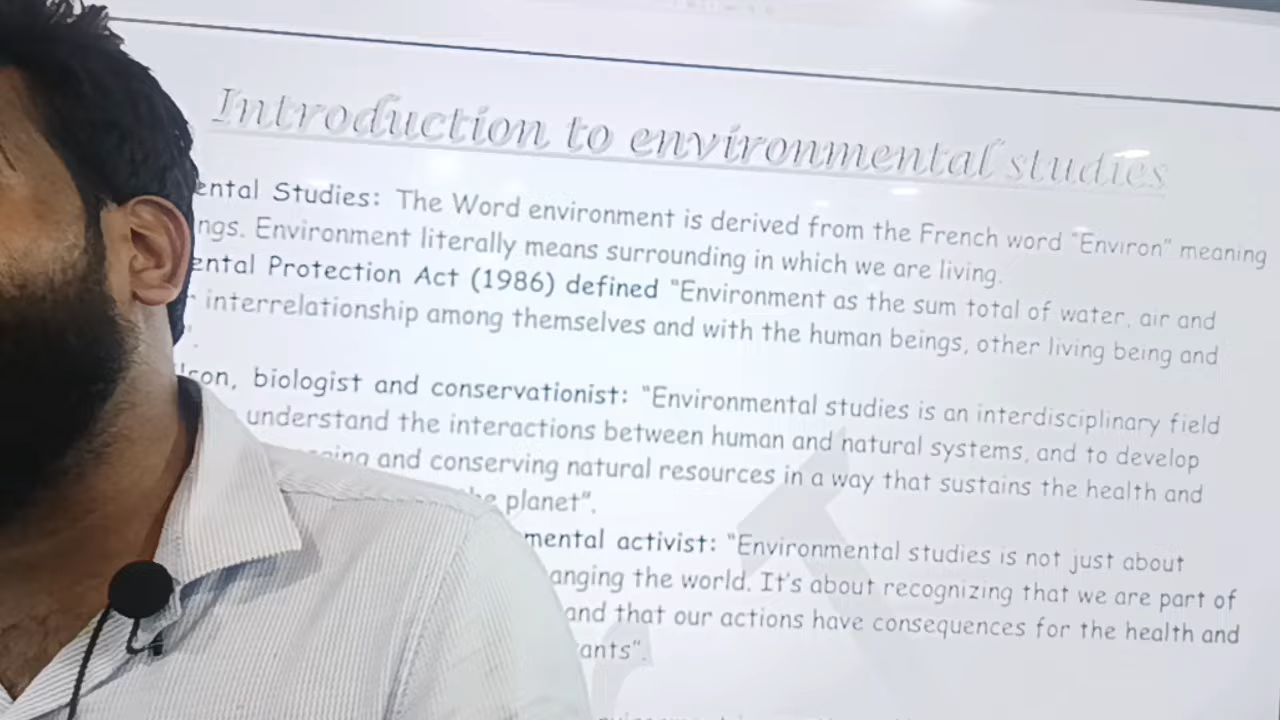 Introduction to environmental studies
ental Studies: The Word environment is derived from the French word "Environ" meaning
ngs. Environment literally means surrounding in which we are living.
ental Protection Act (1986) defined "Environment as the sum total of water, air and
interrelationship among themselves and with the human beings, other living being and
lson, biologist and conservationist: "Environmental studies is an interdisciplinary field
understand the interactions between human and natural systems, and to develop
and conserving natural resources in a way that sustains the health and
planet".
mental activist: "Environmental studies is not just about
anging the world. It's about recognizing that we are part of
and that our actions have consequences for the health and
ants".